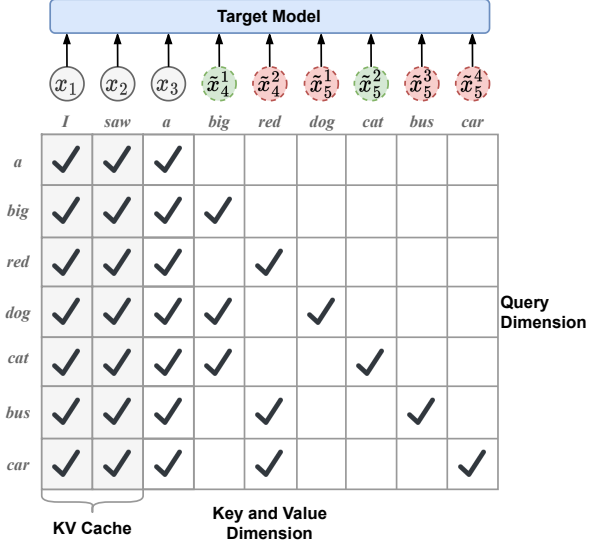 Target Model
x₁ x₂ x₃ x̃₄¹ x̃₄² x̃₅¹ x̃₅² x̃₅³ x̃₅⁴
I saw a big red dog cat bus car
a
big
red
dog
cat
bus
car
Query
Dimension
KV Cache
Key and Value
Dimension